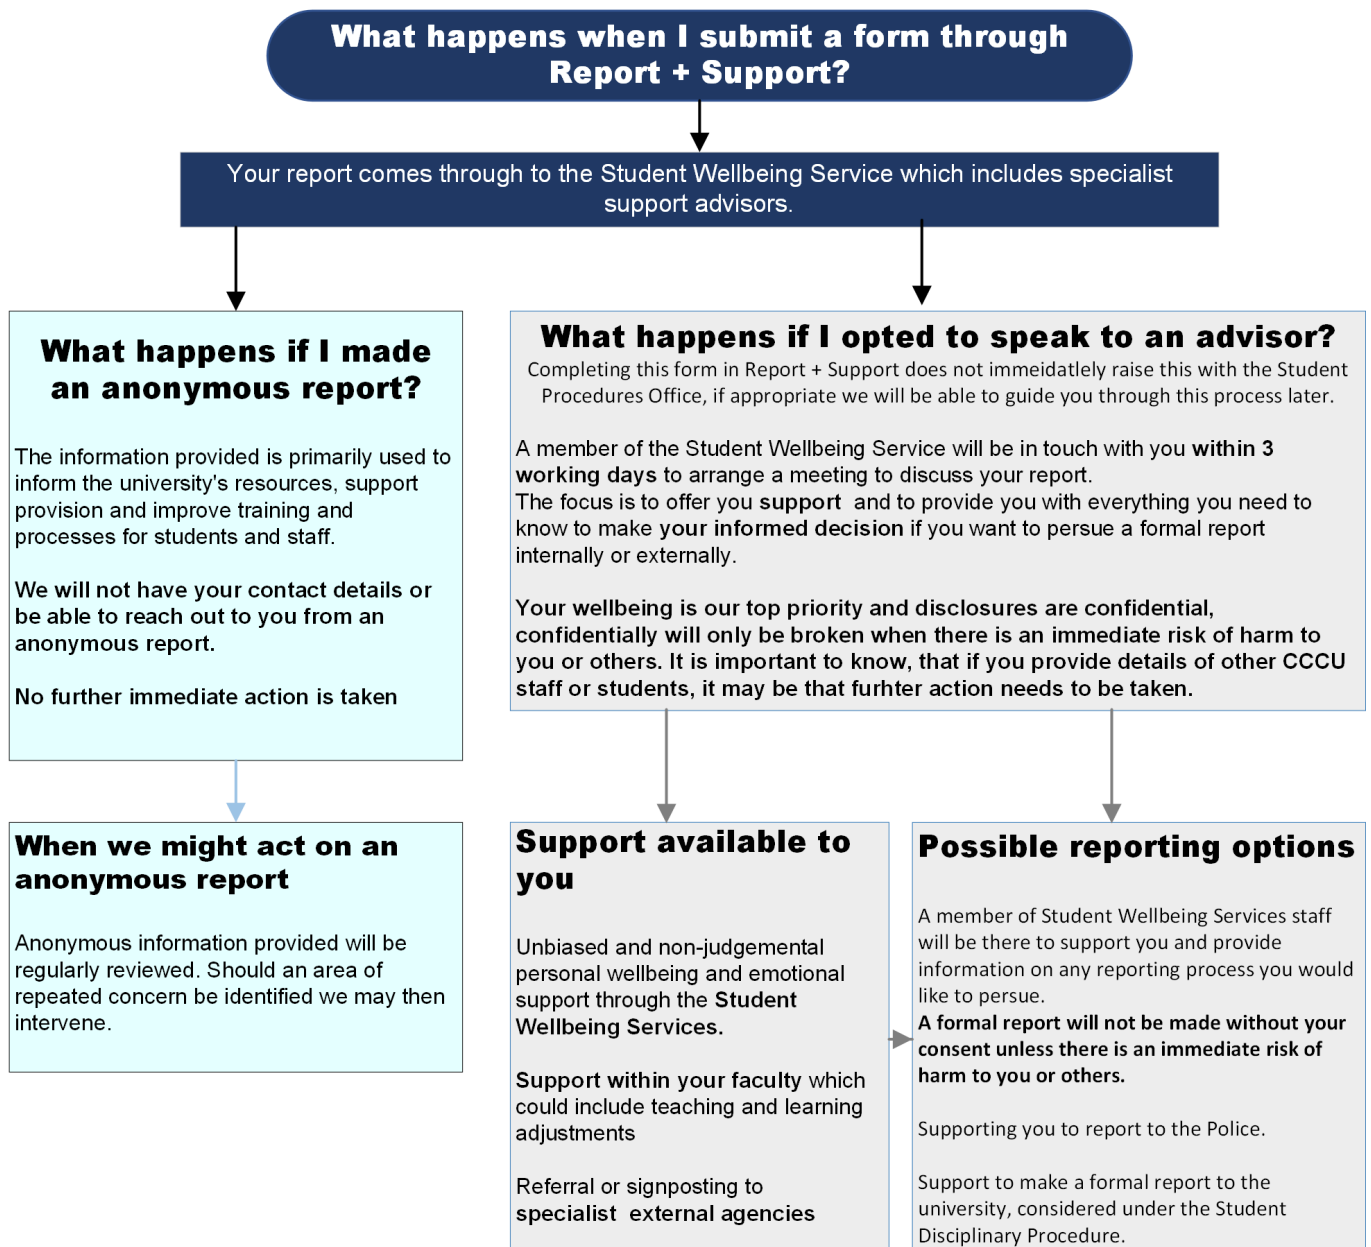 What happens when I submit a form through
Report + Support?
Your report comes through to the Student Wellbeing Service which includes specialist
support advisors.
What happens if I made
an anonymous report?
The information provided is primarily used to
inform the university's resources, support
provision and improve training and
processes for students and staff.
We will not have your contact details or
be able to reach out to you from an
anonymous report.
No further immediate action is taken
When we might act on an
anonymous report
Anonymous information provided will be
regularly reviewed. Should an area of
repeated concern be identified we may then
intervene.
What happens if I opted to speak to an advisor?
Completing this form in Report + Support does not immeidatlely raise this with the Student
Procedures Office, if appropriate we will be able to guide you through this process later.
A member of the Student Wellbeing Service will be in touch with you within 3
working days to arrange a meeting to discuss your report.
The focus is to offer you support  and to provide you with everything you need to
know to make your informed decision if you want to persue a formal report
internally or externally.
Your wellbeing is our top priority and disclosures are confidential,
confidentially will only be broken when there is an immediate risk of harm to
you or others. It is important to know, that if you provide details of other CCCU
staff or students, it may be that furhter action needs to be taken.
Support available to
you
Unbiased and non-judgemental
personal wellbeing and emotional
support through the Student
Wellbeing Services.
Support within your faculty which
could include teaching and learning
adjustments
Referral or signposting to
specialist  external agencies
Possible reporting options
A member of Student Wellbeing Services staff
will be there to support you and provide
information on any reporting process you would
like to persue.
A formal report will not be made without your
consent unless there is an immediate risk of
harm to you or others.
Supporting you to report to the Police.
Support to make a formal report to the
university, considered under the Student
Disciplinary Procedure.